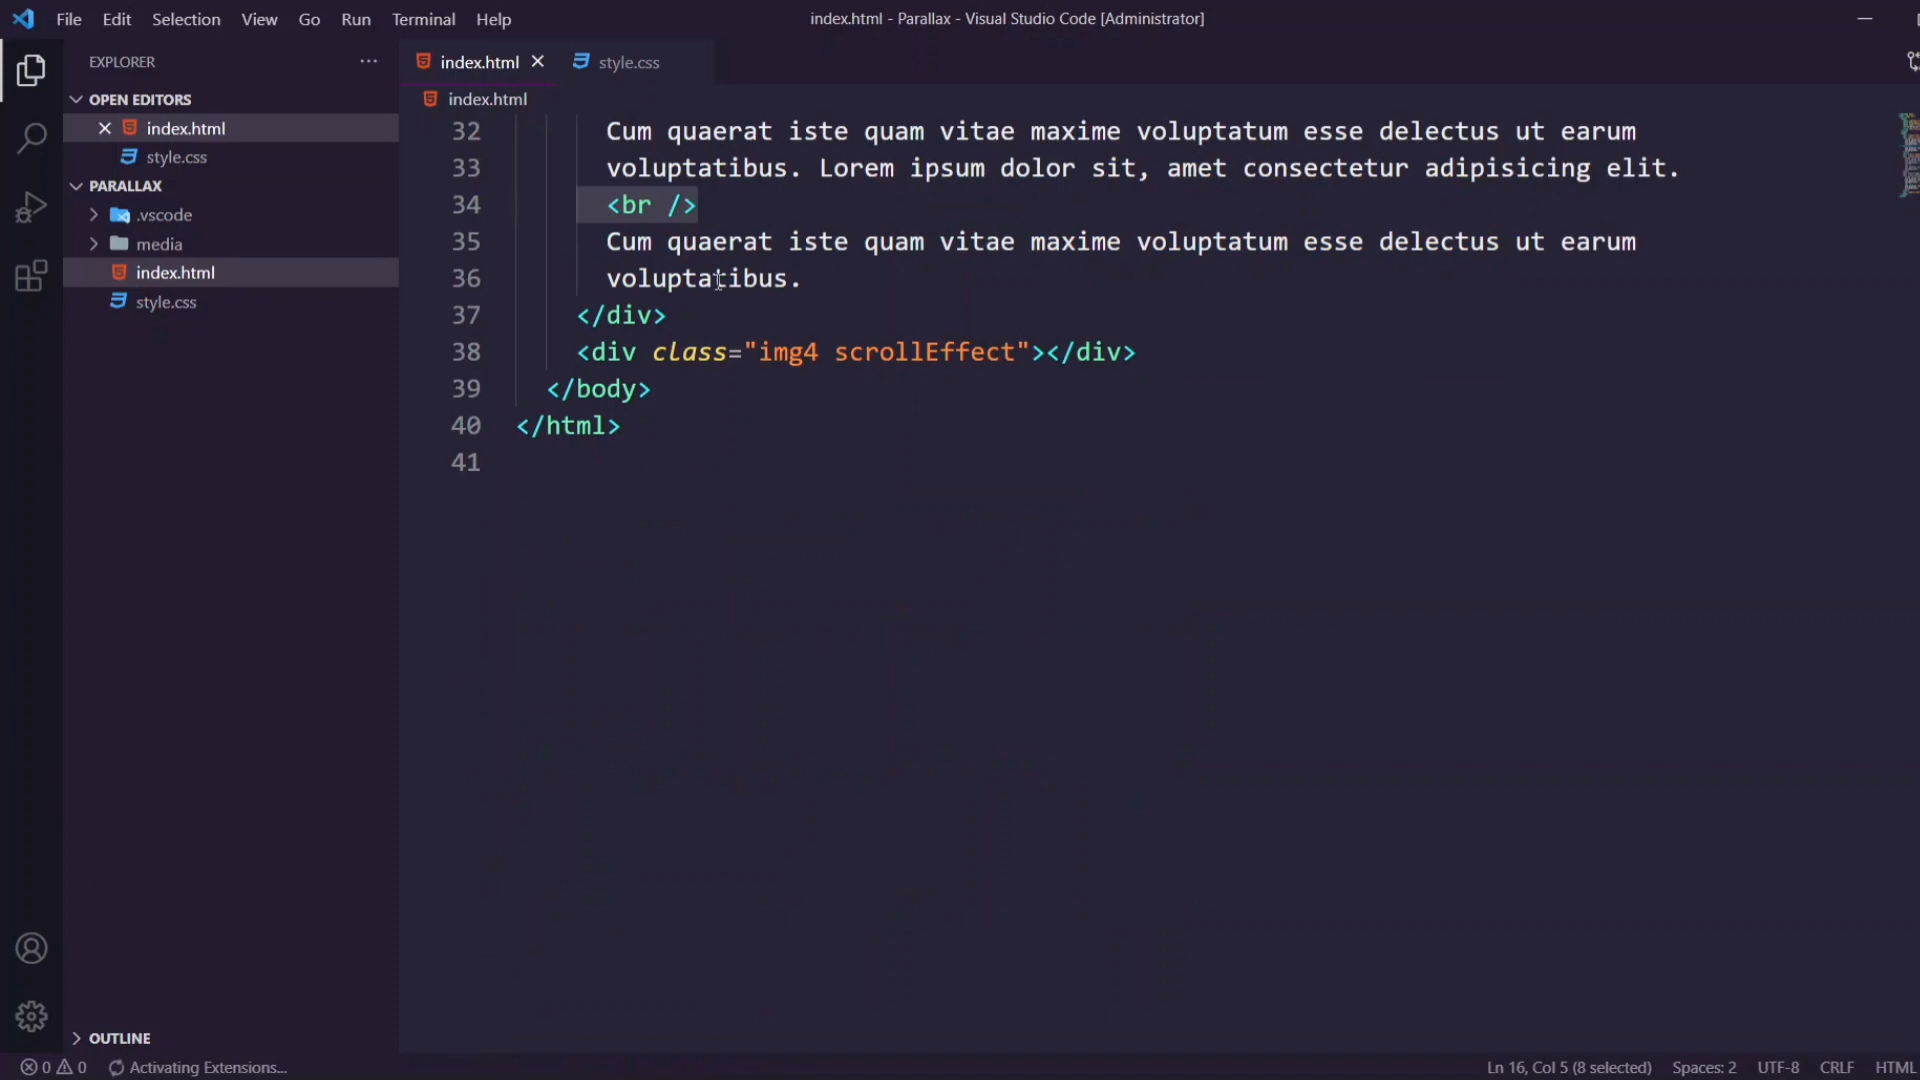 File Edit Selection View Go Run Terminal Help
index.html - Parallax - Visual Studio Code [Administrator]
EXPLORER
OPEN EDITORS
index.html
style.css
PARALLAX
.vscode
media
index.html
style.css
OUTLINE
index.html
style.css
index.html
32 Cum quaerat iste quam vitae maxime voluptatum esse delectus ut earum
33 voluptatibus. Lorem ipsum dolor sit, amet consectetur adipisicing elit.
34 <br />
35 Cum quaerat iste quam vitae maxime voluptatum esse delectus ut earum
36 voluptatibus.
37 </div>
38 <div class="img4 scrollEffect"></div>
39 </body>
40 </html>
41
0 0 Activating Extensions...
Ln 16, Col 5 (8 selected) Spaces: 2 UTF-8 CRLF HTML